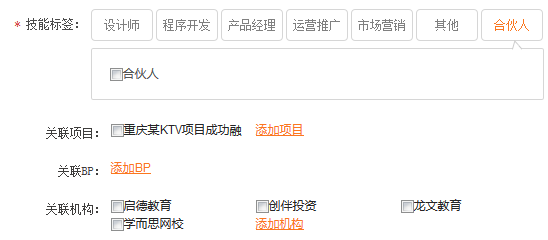 * 技能标签： 设计师 程序开发 产品经理 运营推广 市场营销 其他 合伙人
合伙人
关联项目： 重庆某KTV项目成功融 添加项目
关联BP： 添加BP
关联机构： 启德教育 创伴投资 龙文教育
学而思网校 添加机构